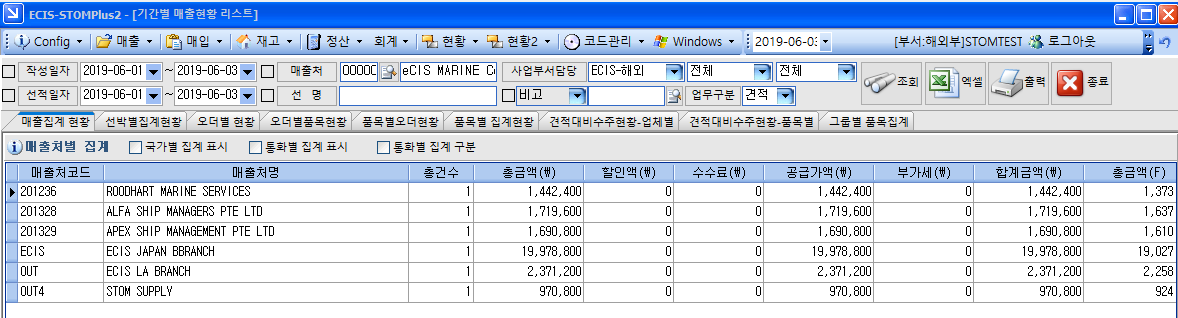 ECIS-STOMPlus2 - [기간별 매출현황 리스트]
Config 매출 매입 재고 정산 회계 현황 현황2 코드관리 Windows 2019-06-03 [부서:해외부]STOMTEST 로그아웃
작성일자 2019-06-01 ~ 2019-06-03 매출처 0000C eCIS MARINE C 사업부서담당 ECIS-해외 전체 전체 조회 엑셀 출력 종료
선적일자 2019-06-01 ~ 2019-06-03 선 명 비고 업무구분 견적
매출집계 현황 선박별집계현황 오더별 현황 오더별품목현황 품목별오더현황 품목별 집계현황 견적대비수주현황-업체별 견적대비수주현황-품목별 그룹별 품목집계
매출처별 집계 국가별 집계 표시 통화별 집계 표시 통화별 집계 구분
매출처코드 매출처명 총건수 총금액(₩) 할인액(₩) 수수료(₩) 공급가액(₩) 부가세(₩) 합계금액(₩) 총금액(F)
201236 ROODHART MARINE SERVICES 1 1,442,400 0 0 1,442,400 0 1,442,400 1,373
201328 ALFA SHIP MANAGERS PTE LTD 1 1,719,600 0 0 1,719,600 0 1,719,600 1,637
201329 APEX SHIP MANAGEMENT PTE LTD 1 1,690,800 0 0 1,690,800 0 1,690,800 1,610
ECIS ECIS JAPAN BBRANCH 1 19,978,800 0 0 19,978,800 0 19,978,800 19,027
OUT ECIS LA BRANCH 1 2,371,200 0 0 2,371,200 0 2,371,200 2,258
OUT4 STOM SUPPLY 1 970,800 0 0 970,800 0 970,800 924